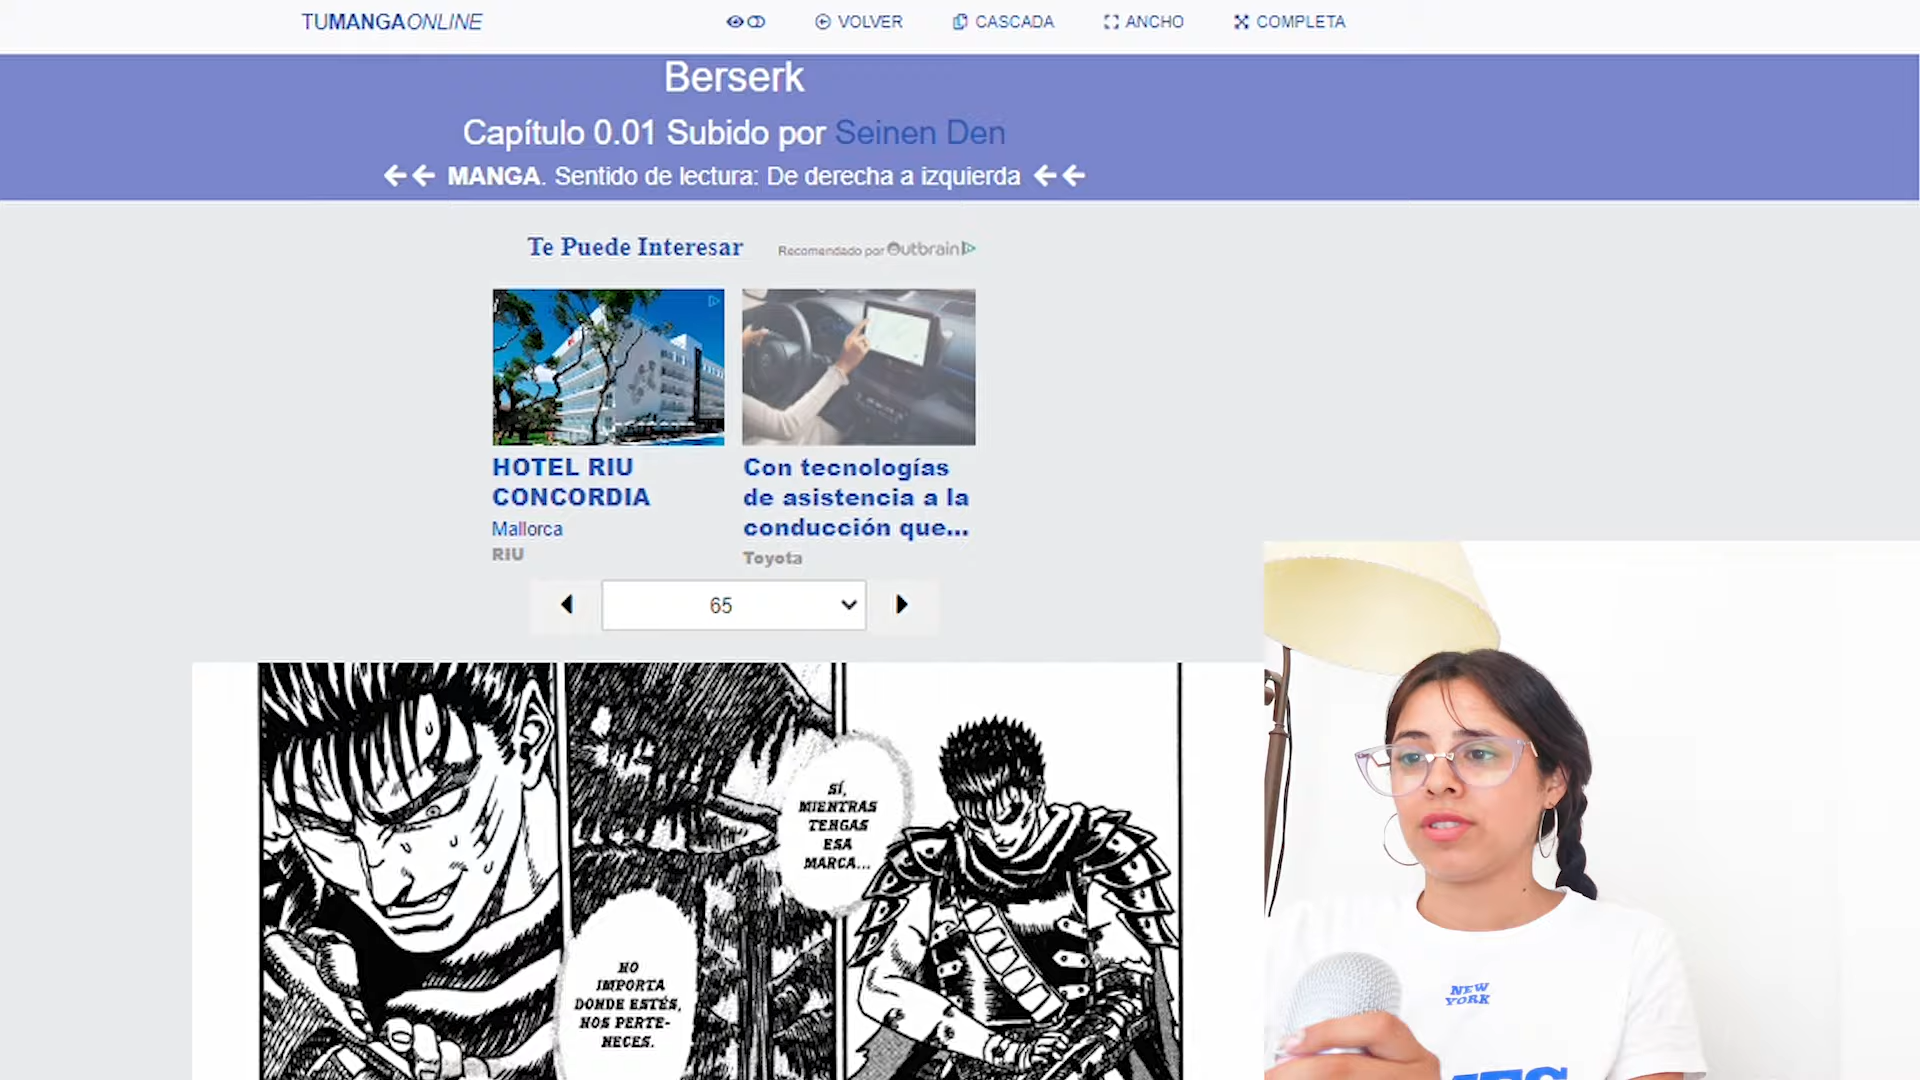 TUMANGAONLINE
VOLVER
CASCADA
ANCHO
COMPLETA
Berserk
Capítulo 0.01 Subido por Seinen Den
MANGA. Sentido de lectura: De derecha a izquierda
Te Puede Interesar
Recomendado por Outbrain
HOTEL RIU
CONCORDIA
Mallorca
RIU
Con tecnologías
de asistencia a la
conducción que...
Toyota
65
SÍ,
MIENTRAS
TENGAS
ESA
MARCA...
NO
IMPORTA
DONDE ESTÉS,
NOS PERTE-
NECES.
NEW
YORK